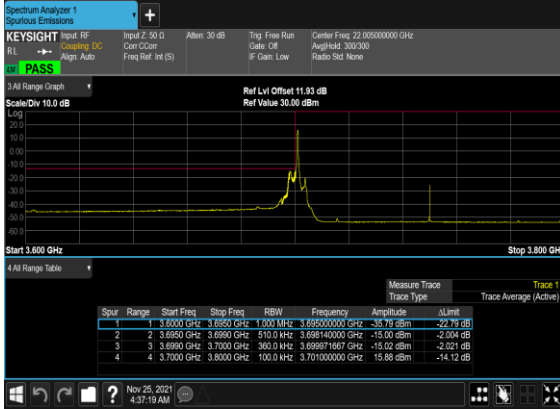 Spectrum Analyzer 1
Spurious Emissions
KEYSIGHT Input: RF Input Z: 50 Ω Atten: 30 dB Trig: Free Run Center Freq: 22.005000000 GHz
RL Coupling: DC Corr CCorr Gate: Off Avg|Hold: 300/300
Align: Auto Freq Ref: Int (S) IF Gain: Low Radio Std: None
PASS
3 All Range Graph
Ref Lvl Offset 11.93 dB
Scale/Div 10.0 dB Ref Value 30.00 dBm
Log
20.0
10.0
0.00
-10.0
-20.0
-30.0
-40.0
-50.0
-60.0
Start 3.600 GHz Stop 3.800 GH
4 All Range Table
Measure Trace Trace 1
Trace Type Trace Average (Active)
Spur Range Start Freq Stop Freq RBW Frequency Amplitude ΔLimit
1 1 3.6000 GHz 3.6950 GHz 1.000 MHz 3.695000000 GHz -35.79 dBm -22.79 dB
2 2 3.6950 GHz 3.6990 GHz 510.0 kHz 3.698140000 GHz -15.00 dBm -2.004 dB
3 3 3.6990 GHz 3.7000 GHz 360.0 kHz 3.699971667 GHz -15.02 dBm -2.021 dB
4 4 3.7000 GHz 3.8000 GHz 100.0 kHz 3.701000000 GHz 15.88 dBm -14.12 dB
Nov 25, 2021
4:37:19 AM